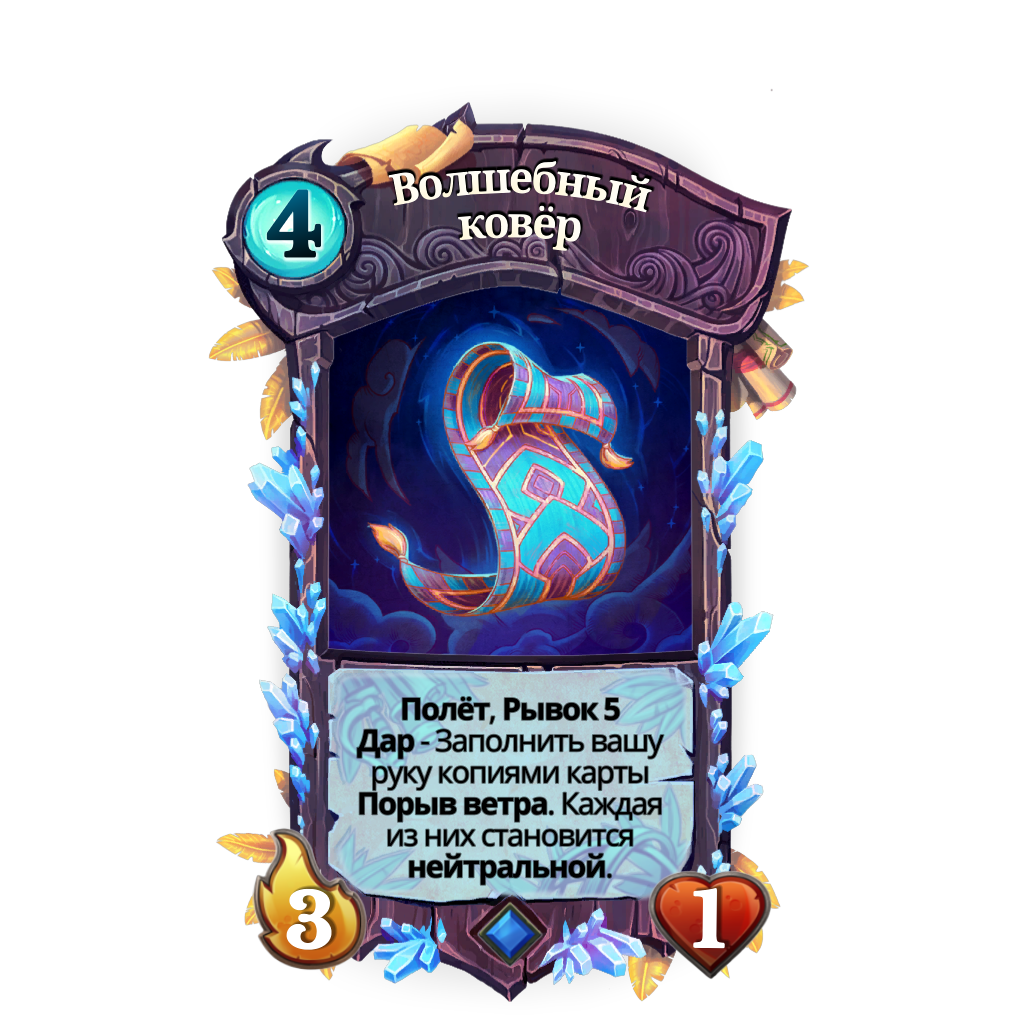 4
Волшебный
ковёр
Полёт, Рывок 5
Дар - Заполнить вашу
руку копиями карты
Порыв ветра. Каждая
из них становится
нейтральной.
3
1